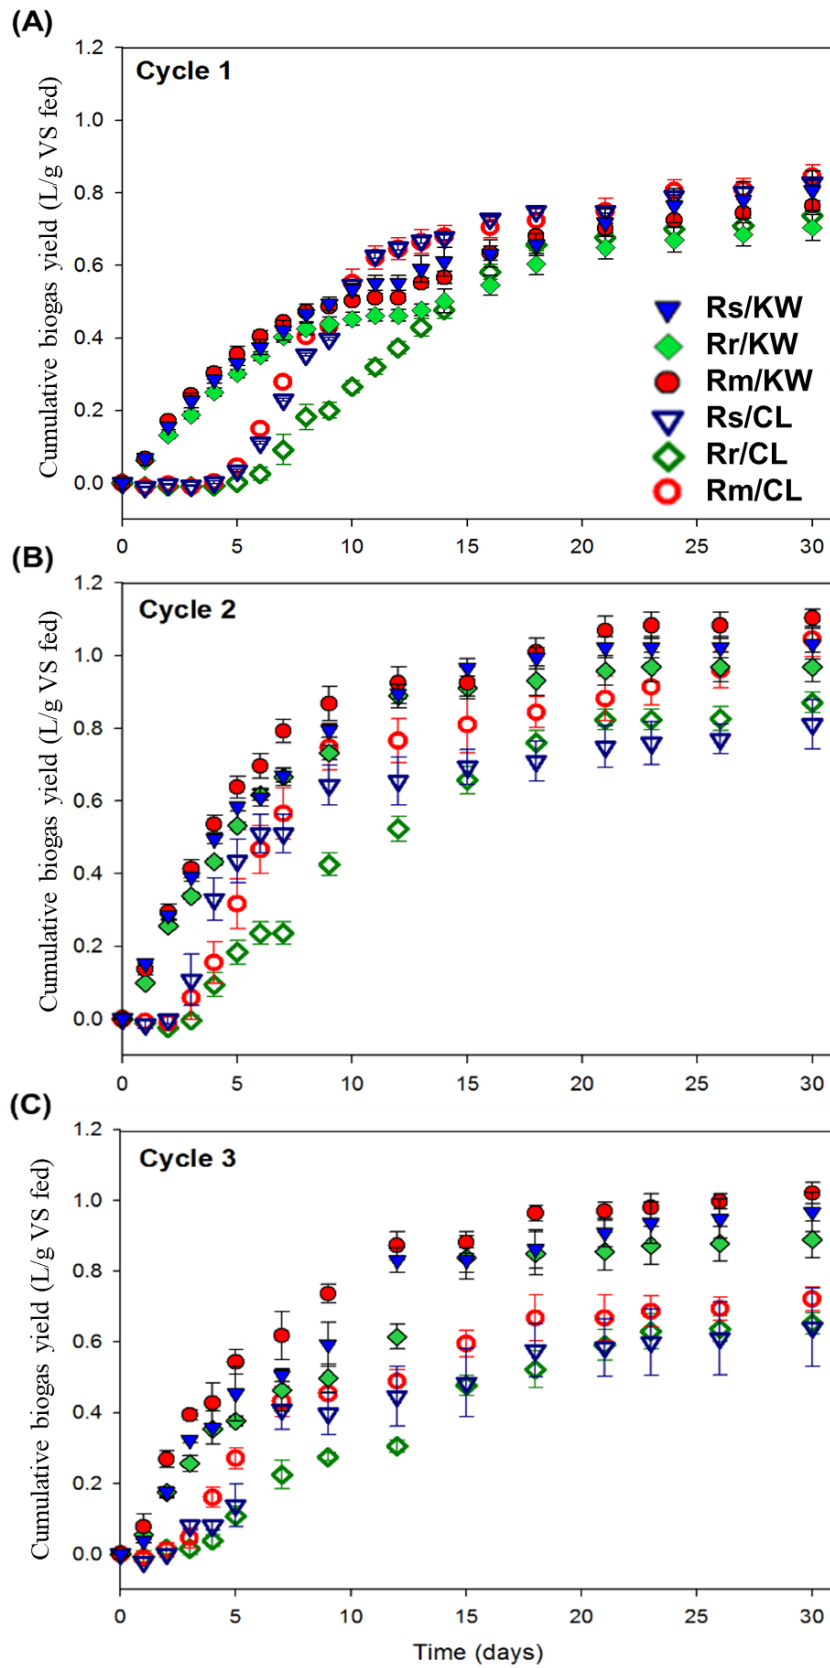 (A)
Cycle 1
Cumulative biogas yield (L/g VS fed)
1.2
1.0
0.8
0.6
0.4
0.2
0.0
Rs/KW
Rr/KW
Rm/KW
Rs/CL
Rr/CL
Rm/CL
0 5 10 15 20 25 30
(B)
Cycle 2
Cumulative biogas yield (L/g VS fed)
1.2
1.0
0.8
0.6
0.4
0.2
0.0
0 5 10 15 20 25 30
(C)
Cycle 3
Cumulative biogas yield (L/g VS fed)
1.2
1.0
0.8
0.6
0.4
0.2
0.0
0 5 10 15 20 25 30
Time (days)